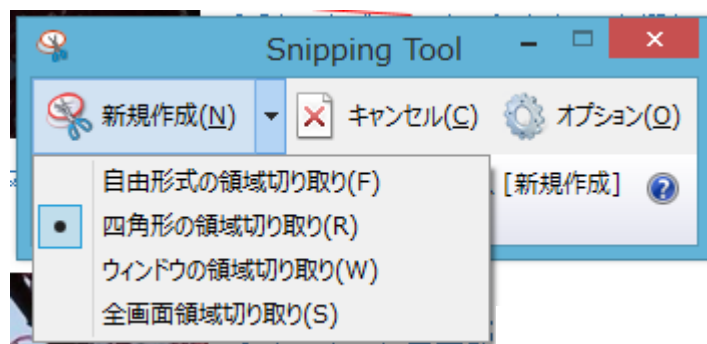 Snipping Tool
新規作成(N) キャンセル(C) オプション(O)
自由形式の領域切り取り(F)
[新規作成]
四角形の領域切り取り(R)
ウィンドウの領域切り取り(W)
全画面領域切り取り(S)